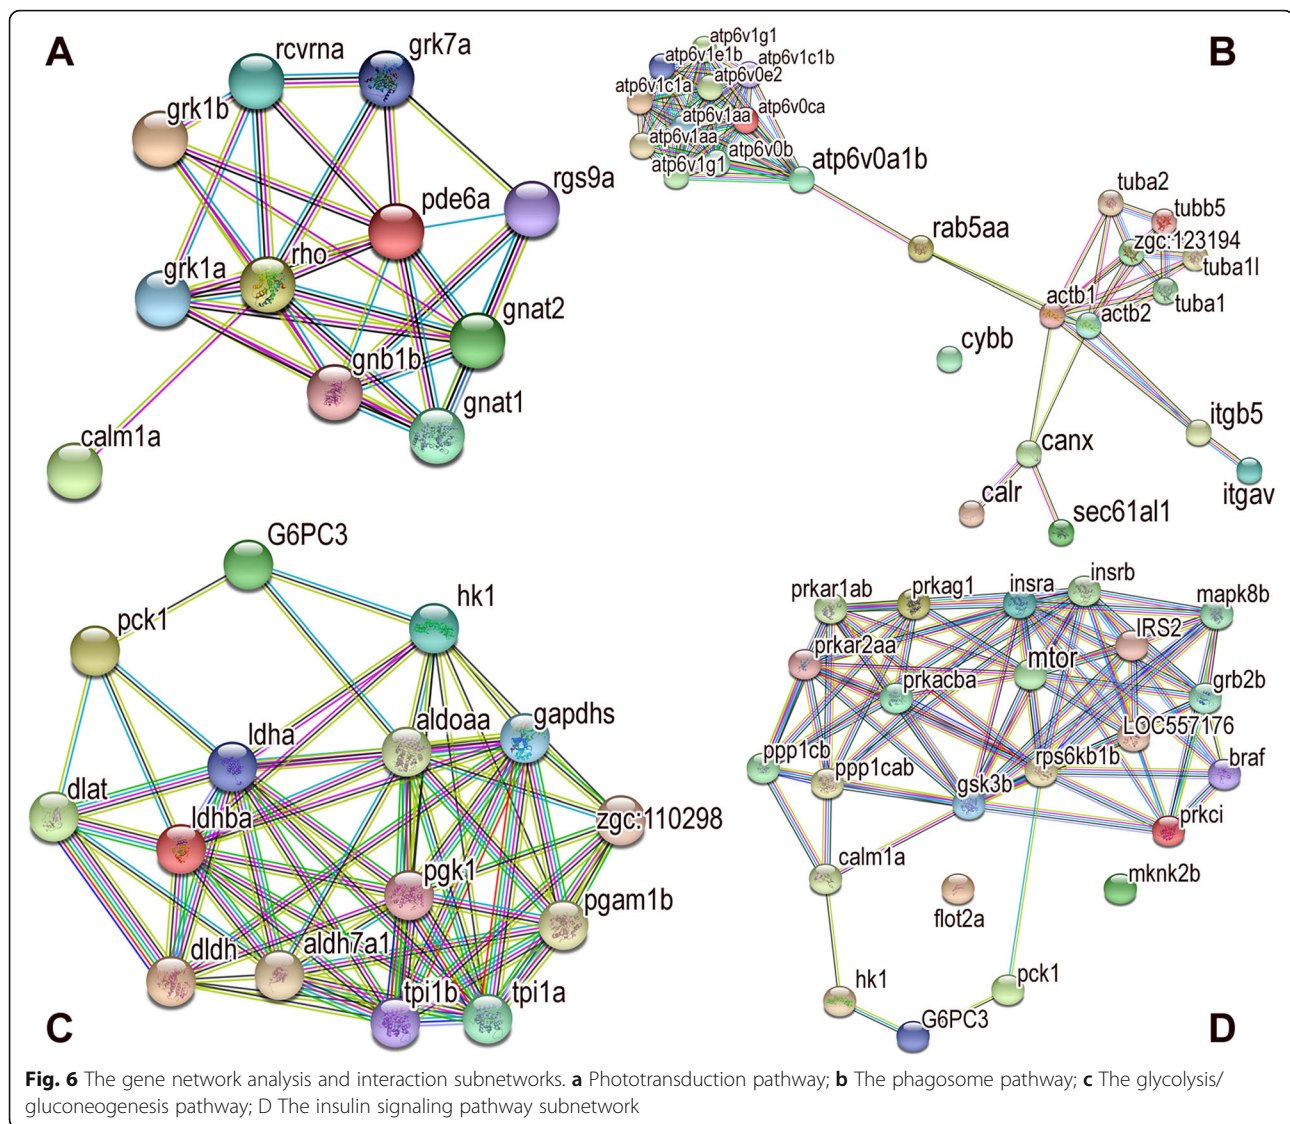 A
rcvrna
grk7a
grk1b
pde6a
rgs9a
rho
grk1a
gnat2
gnb1b
gnat1
calm1a
B
atp6v1g1
atp6v1e1b
atp6v1c1b
atp6v0e2
atp6v1c1a
atp6v0ca
atp6v1aa
atp6v1aa
atp6v0b
atp6v1g1
atp6v0a1b
tuba2
tubb5
rab5aa
zgc:123194
tuba1l
actb1
tuba1
actb2
cybb
itgb5
canx
itgav
calr
sec61al1
G6PC3
hk1
pck1
ldha
aldoaa
gapdhs
dlat
ldhba
zgc:110298
pgk1
pgam1b
dldh
aldh7a1
tpi1b
tpi1a
C
prkar1ab
prkag1
insra
insrb
mapk8b
IRS2
prkar2aa
mtor
prkacba
grb2b
LOC557176
ppp1cb
ppp1cab
rps6kb1b
braf
gsk3b
prkci
calm1a
mknk2b
flot2a
hk1
pck1
G6PC3
D
Fig. 6 The gene network analysis and interaction subnetworks. a Phototransduction pathway; b The phagosome pathway; c The glycolysis/
gluconeogenesis pathway; D The insulin signaling pathway subnetwork